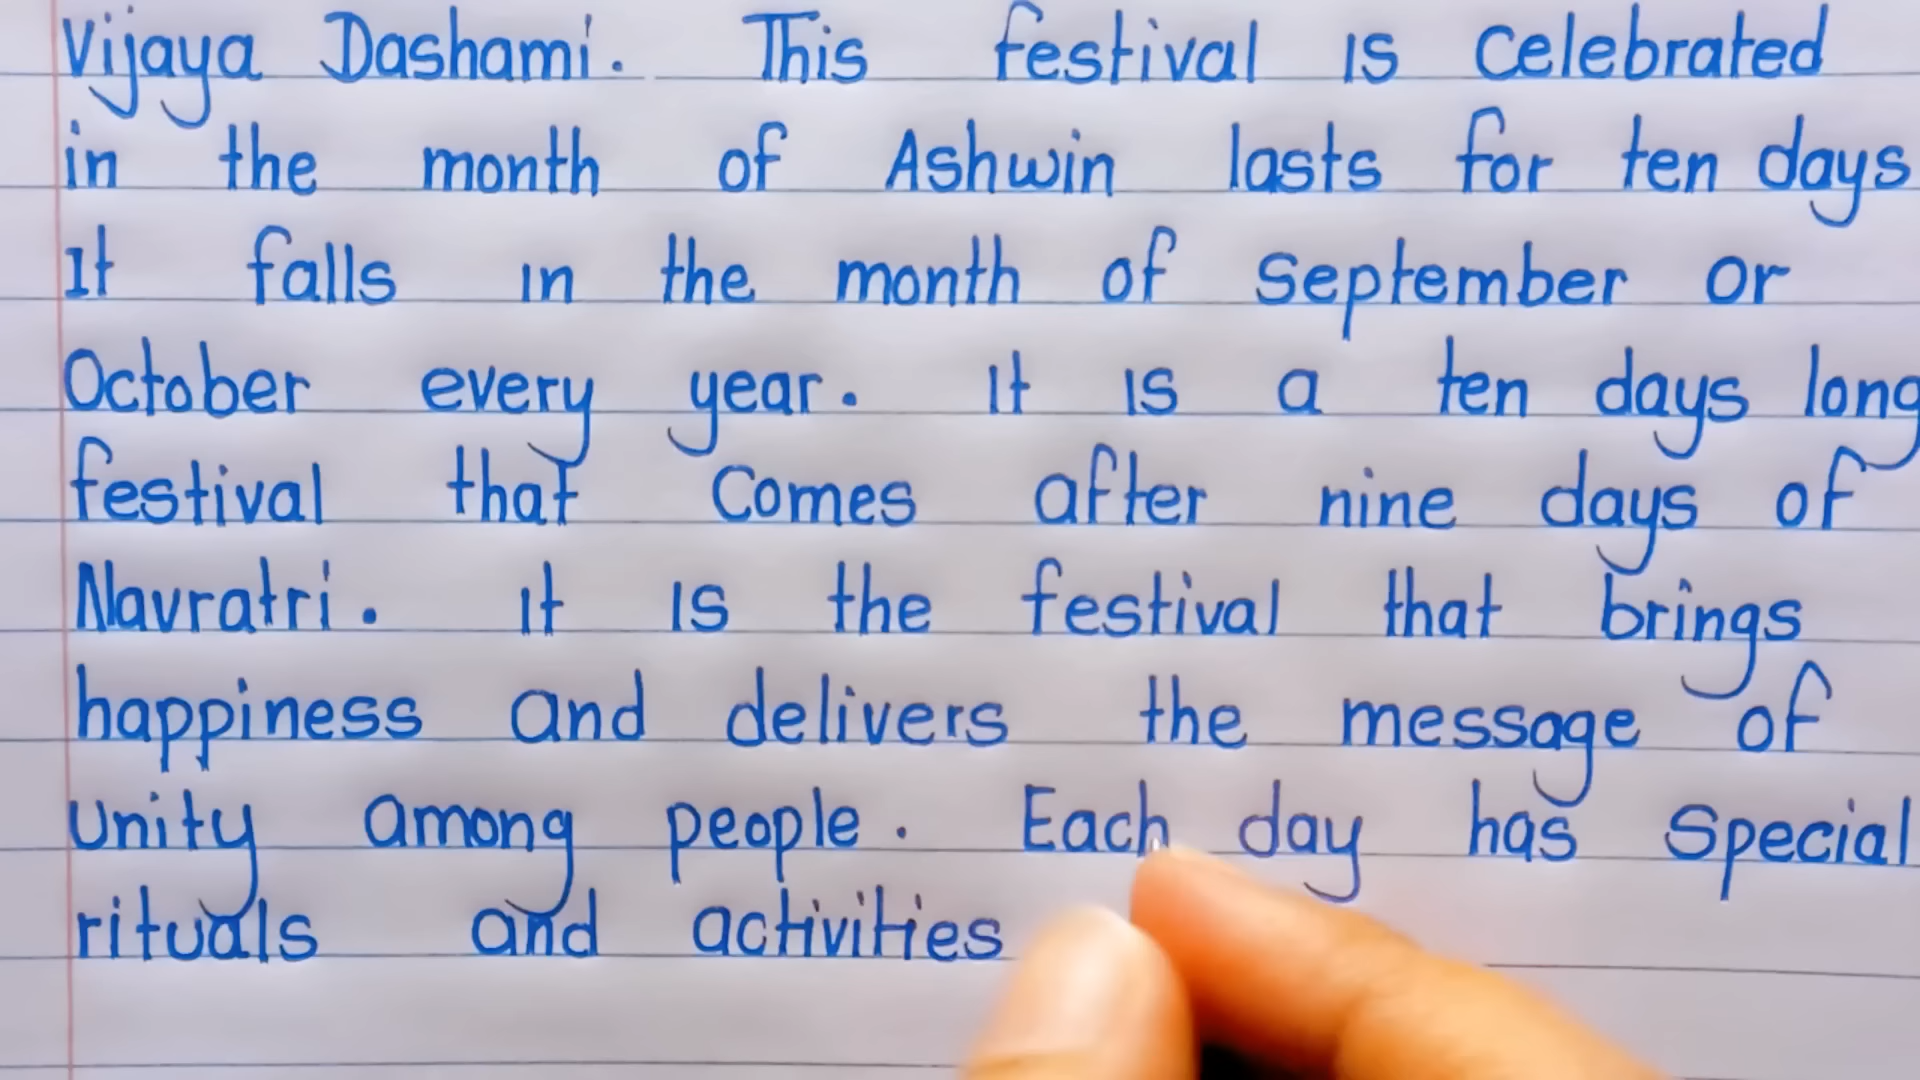 Vijaya Dashami. This festival is celebrated
in the month of Ashwin lasts for ten days
It falls in the month of september or
October every year. It is a ten days long
festival that comes after nine days of
Navratri. It is the festival that brings
happiness and delivers the message of
unity among people. Each day has special
rituals and activities